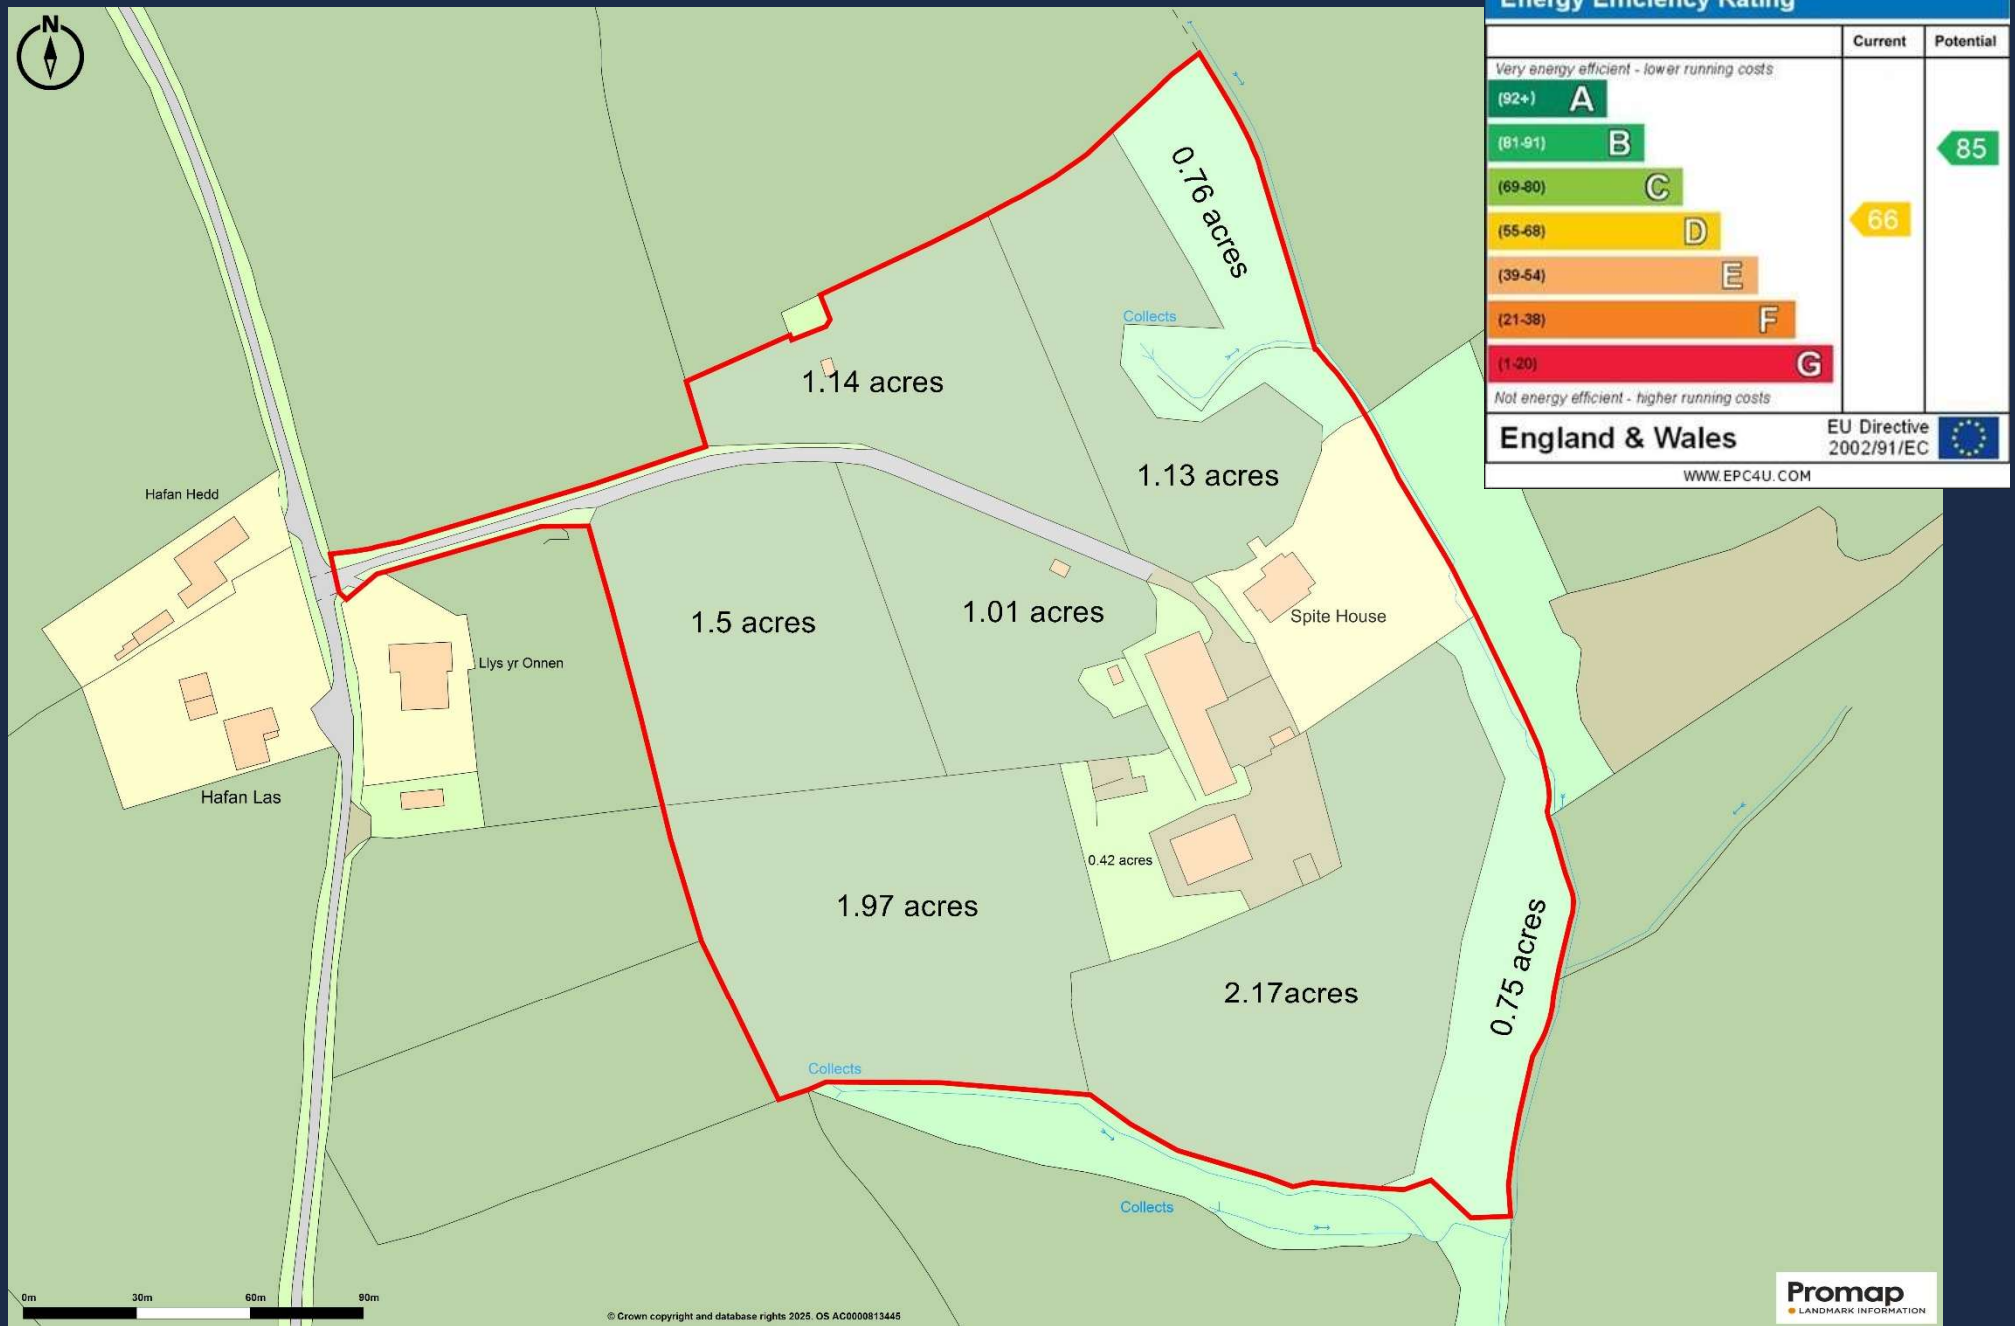 N
Energy Efficiency Rating
Current Potential
Very energy efficient - lower running costs
(92+) A
(81-91) B
(69-80) C
(55-68) D
(39-54) E
(21-38) F
(1-20) G
85
66
Not energy efficient - higher running costs
England & Wales
EU Directive
2002/91/EC
WWW.EPC4U.COM
0.76 acres
Collects
1.14 acres
1.13 acres
Hafan Hedd
1.5 acres
1.01 acres
Spite House
Llys yr Onnen
Hafan Las
0.42 acres
1.97 acres
2.17acres
0.75 acres
Collects
Collects
0m 30m 60m 90m
© Crown copyright and database rights 2025. OS AC0000813445
Promap
LANDMARK INFORMATION